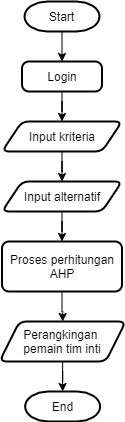 Start
Login
Input kriteria
Input alternatif
Proses perhitungan
AHP
Perangkingan
pemain tim inti
End